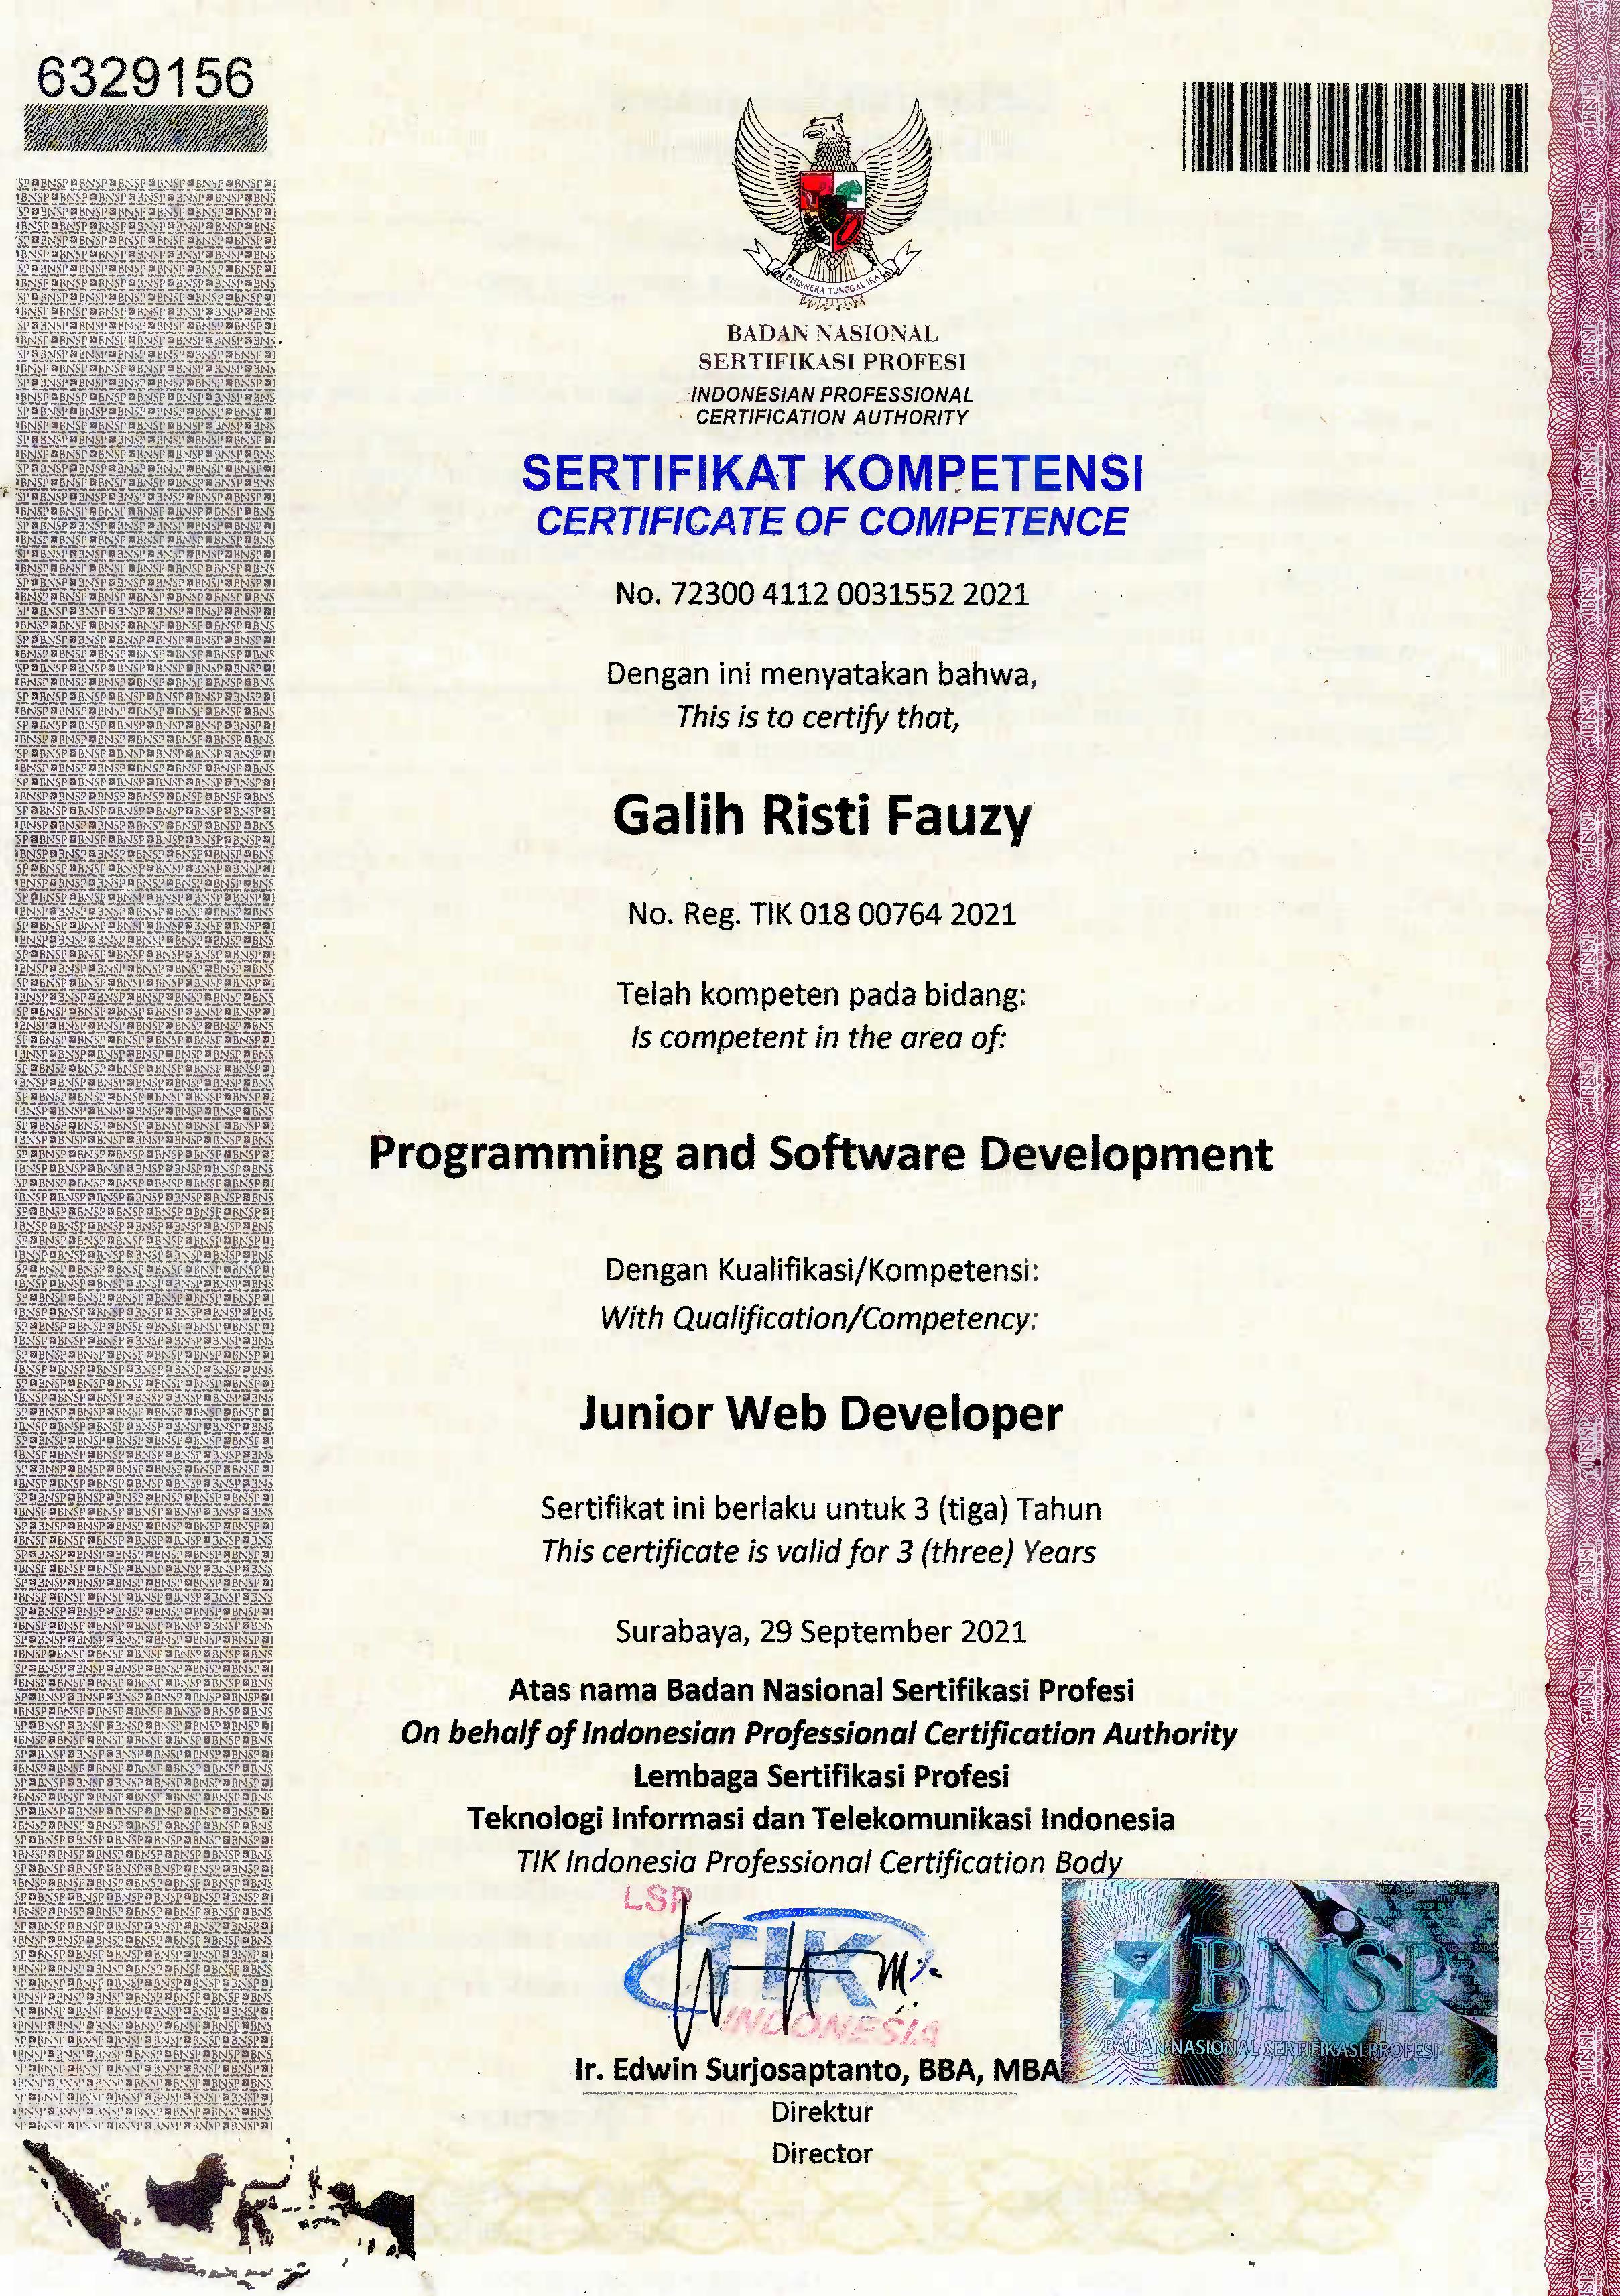 6329156
BHINNEKA TUNGGAL IKA
BADAN NASIONAL
SERTIFIKASI PROFESI
INDONESIAN PROFESSIONAL
CERTIFICATION AUTHORITY
SERTIFIKAT KOMPETENSI
CERTIFICATE OF COMPETENCE
No. 72300 4112 0031552 2021
Dengan ini menyatakan bahwa,
This is to certify that,
Galih Risti Fauzy
No. Reg. TIK 018 00764 2021
Telah kompeten pada bidang:
Is competent in the area of:
Programming and Software Development
Dengan Kualifikasi/Kompetensi:
With Qualification/Competency:
Junior Web Developer
Sertifikat ini berlaku untuk 3 (tiga) Tahun
This certificate is valid for 3 (three) Years
Surabaya, 29 September 2021
Atas nama Badan Nasional Sertifikasi Profesi
On behalf of Indonesian Professional Certification Authority
Lembaga Sertifikasi Profesi
Teknologi Informasi dan Telekomunikasi Indonesia
TIK Indonesia Professional Certification Body
LSP
TIK
INDONESIA
BNSP
BADAN NASIONAL SERTIFIKASI PROFESI
Ir. Edwin Surjosaptanto, BBA, MBA
Direktur
Director